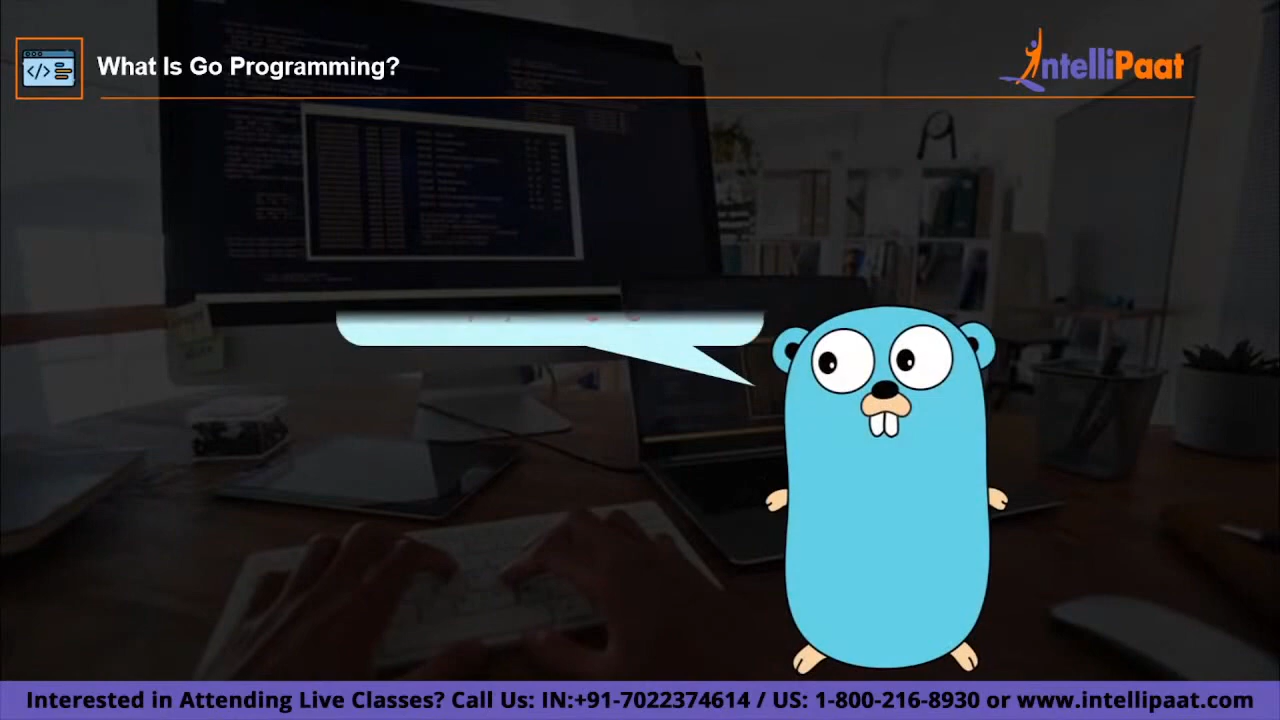 What Is Go Programming?
IntelliPaat
Interested in Attending Live Classes? Call Us: IN:+91-7022374614 / US: 1-800-216-8930 or www.intellipaat.com